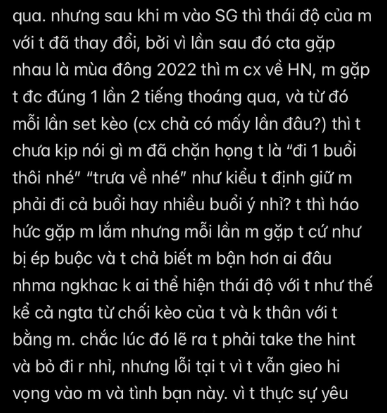 qua. nhưng sau khi m vào SG thì thái độ của m
với t đã thay đổi, bởi vì lần sau đó cta gặp
nhau là mùa đông 2022 thì m cx về HN, m gặp
t đc đúng 1 lần 2 tiếng thoáng qua, và từ đó
mỗi lần set kèo (cx chả có mấy lần đâu?) thì t
chưa kịp nói gì m đã chặn họng t là “đi 1 buổi
thôi nhé” “trưa về nhé” như kiểu t định giữ m
phải đi cả buổi hay nhiều buổi ý nhỉ? t thì háo
hức gặp m lắm nhưng mỗi lần m gặp t cứ như
bị ép buộc và t chả biết m bận hơn ai đâu
nhma ngkhac k ai thể hiện thái độ với t như thế
kể cả ngta từ chối kèo của t và k thân với t
bằng m. chắc lúc đó lẽ ra t phải take the hint
và bỏ đi r nhỉ, nhưng lỗi tại t vì t vẫn gieo hi
vọng vào m và tình bạn này. vì t thực sự yêu